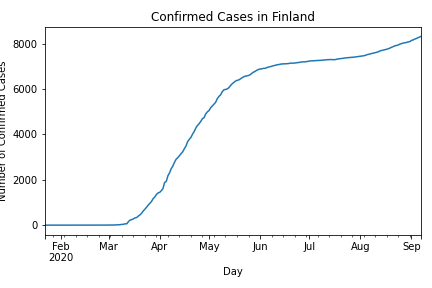 Confirmed Cases in Finland
Number of Confirmed Cases
8000
6000
4000
2000
0
Feb Mar Apr May Jun Jul Aug Sep
2020
Day